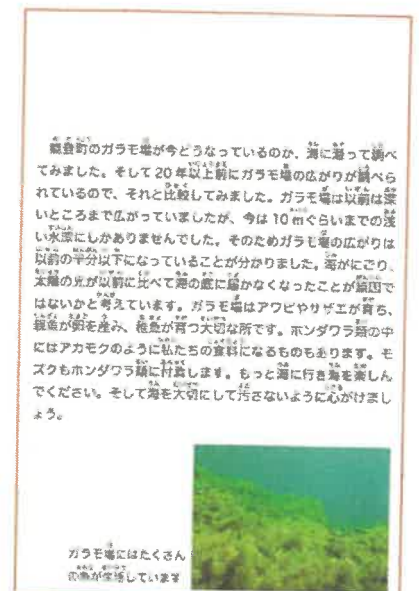 能登町のガラモ場が今どうなっているのか、海に潜って調べ
てみました。そして20年以上前にガラモ場の広がりが調べら
れているので、それと比較してみました。ガラモ場は以前は深
いところまで広がっていましたが、今は10mぐらいまでの浅
い水深にしかありませんでした。そのためガラモ場の広がりは
以前の半分以下になっていることが分かりました。海がにごり、
太陽の光が以前に比べて海の底に届かなくなったことが原因で
はないかと考えています。ガラモ場はアワビやサザエが育ち、
親魚が卵を産み、稚魚が育つ大切な所です。ホンダワラ類の中
にはアカモクのように私たちの食料になるものもあります。モ
ズクもホンダワラ類に付着します。もっと海に行き海を楽しん
でください。そして海を大切にして汚さないように心がけまし
ょう。
ガラモ場にはたくさん
の魚が生活しています